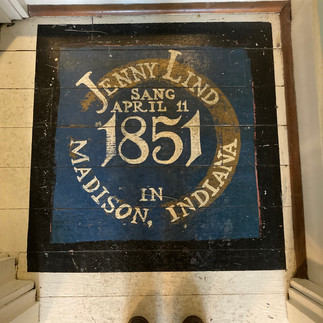 JENNY LIND
SANG
APRIL 11
1851
IN
MADISON, INDIANA